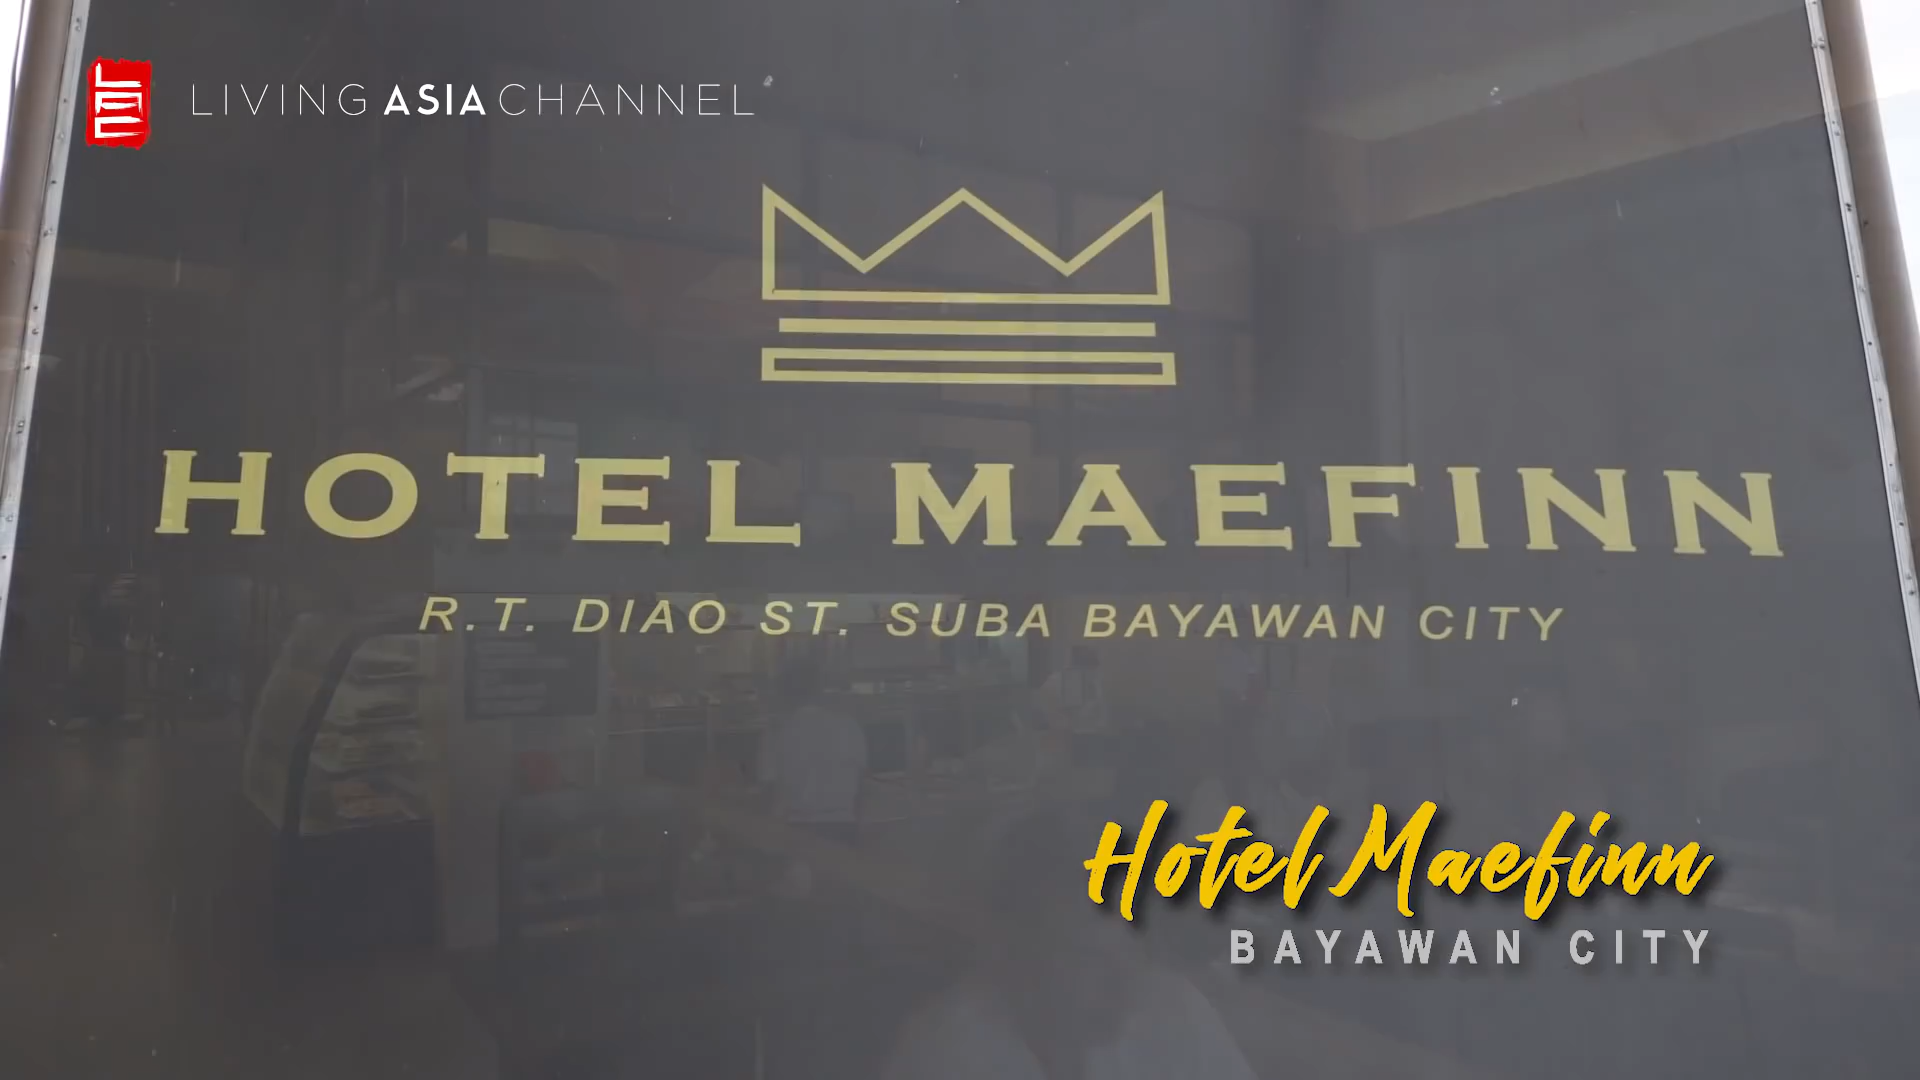 LIVING ASIA CHANNEL
HOTEL MAEFINN
R.T. DIAO ST. SUBA BAYAWAN CITY
Hotel Maefinn
BAYAWAN CITY